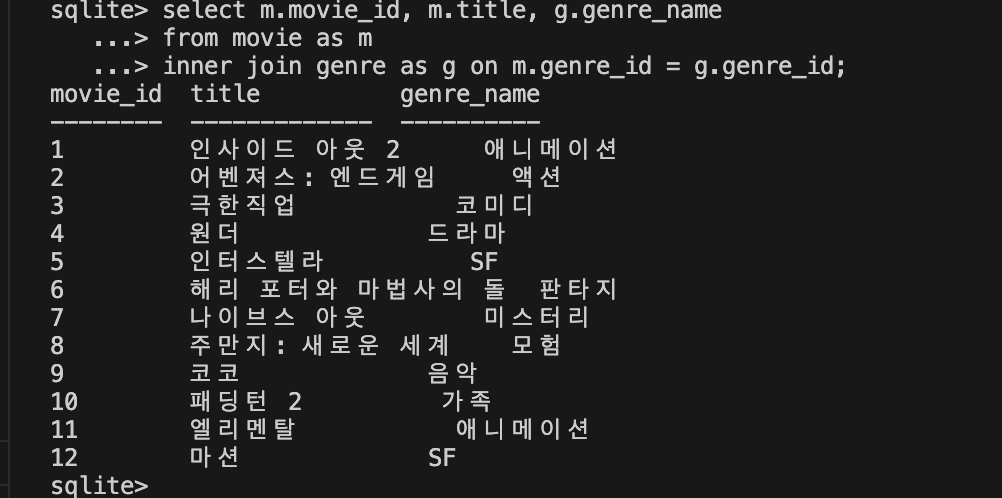 sqlite> select m.movie_id, m.title, g.genre_name
   ...> from movie as m
   ...> inner join genre as g on m.genre_id = g.genre_id;
movie_id  title          genre_name
--------  -------------  ----------
1         인사이드 아웃 2      애니메이션
2         어벤져스: 엔드게임     액션
3         극한직업           코미디
4         원더             드라마
5         인터스텔라          SF
6         해리 포터와 마법사의 돌  판타지
7         나이브스 아웃        미스터리
8         주만지: 새로운 세계    모험
9         코코             음악
10        패딩턴 2          가족
11        엘리멘탈           애니메이션
12        마션             SF
sqlite>